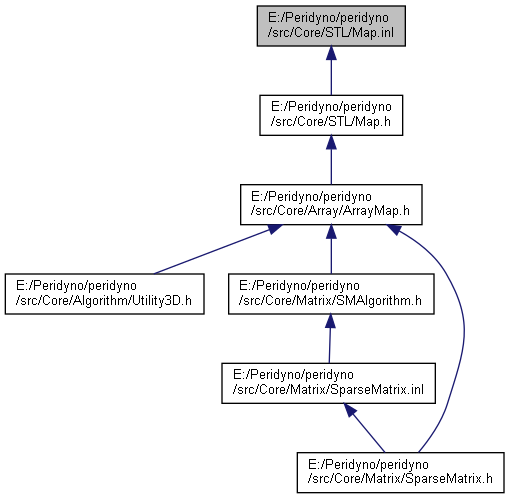 E:/Peridyno/peridyno
/src/Core/STL/Map.inl
E:/Peridyno/peridyno
/src/Core/STL/Map.h
E:/Peridyno/peridyno
/src/Core/Array/ArrayMap.h
E:/Peridyno/peridyno
/src/Core/Algorithm/Utility3D.h
E:/Peridyno/peridyno
/src/Core/Matrix/SMAlgorithm.h
E:/Peridyno/peridyno
/src/Core/Matrix/SparseMatrix.inl
E:/Peridyno/peridyno
/src/Core/Matrix/SparseMatrix.h